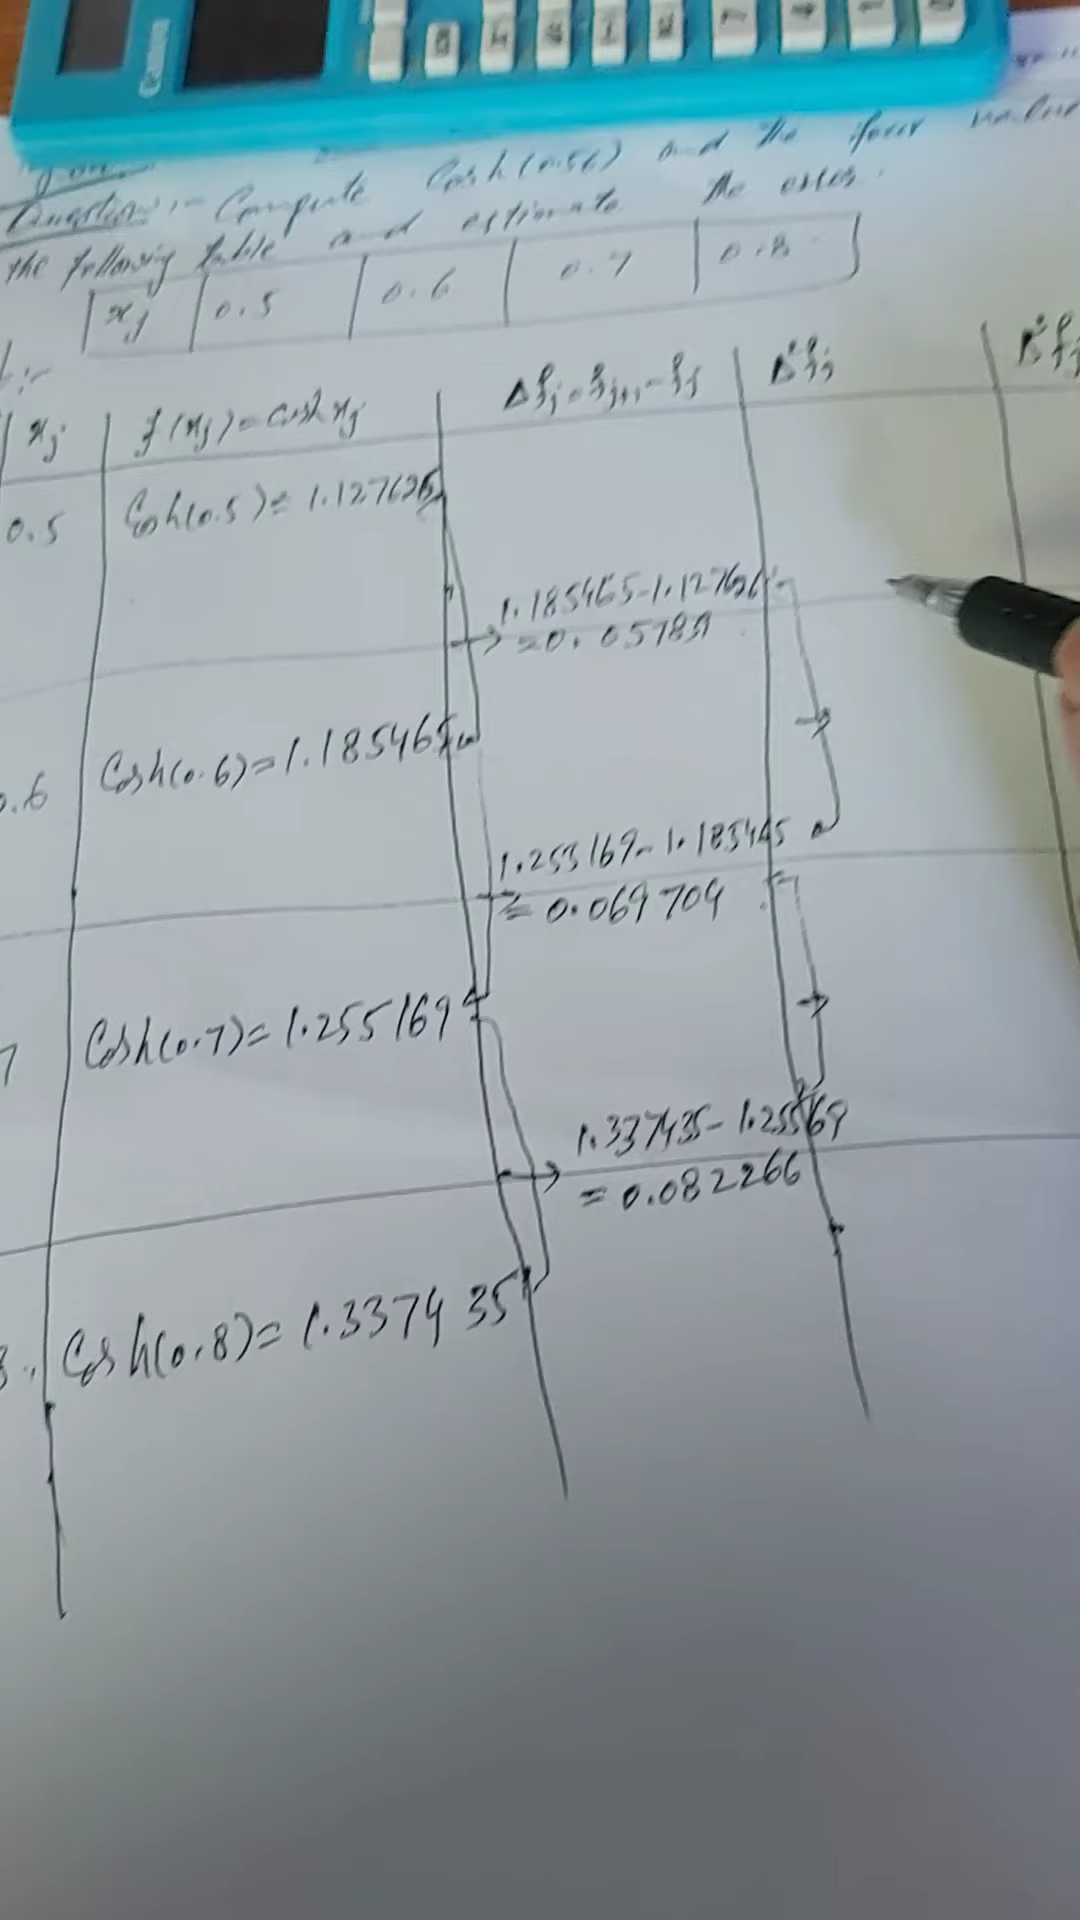 Question :- Compute Cosh(0.56) and the four value
the following table and estimate the error.
xj 0.5 0.6 0.7 0.8
xj f(xj)=Cosh xj Δfj=fj+1-fj Δ²fj
0.5 Cosh(0.5)=1.127626
1.185465-1.127626
=0.05783
0.6 Cosh(0.6)=1.185465
1.255169-1.185465
=0.069704
7 Cosh(0.7)=1.255169
1.337435-1.255169
=0.082266
Cosh(0.8)=1.337435